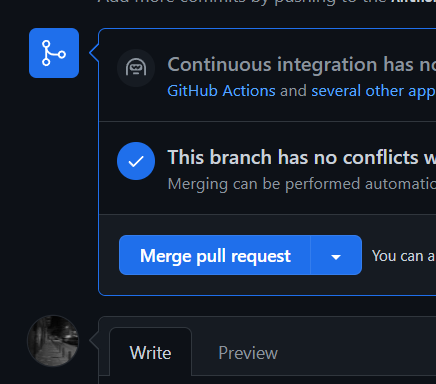 Add more commits by pushing to the
Continuous integration has no
GitHub Actions and several other app
This branch has no conflicts w
Merging can be performed automatic
Merge pull request
You can a
Write
Preview